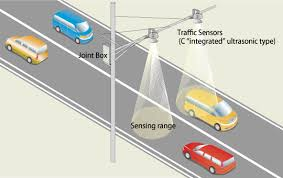 Traffic Sensors
(C "integrated" ultrasonic type)
Joint Box
Sensing range